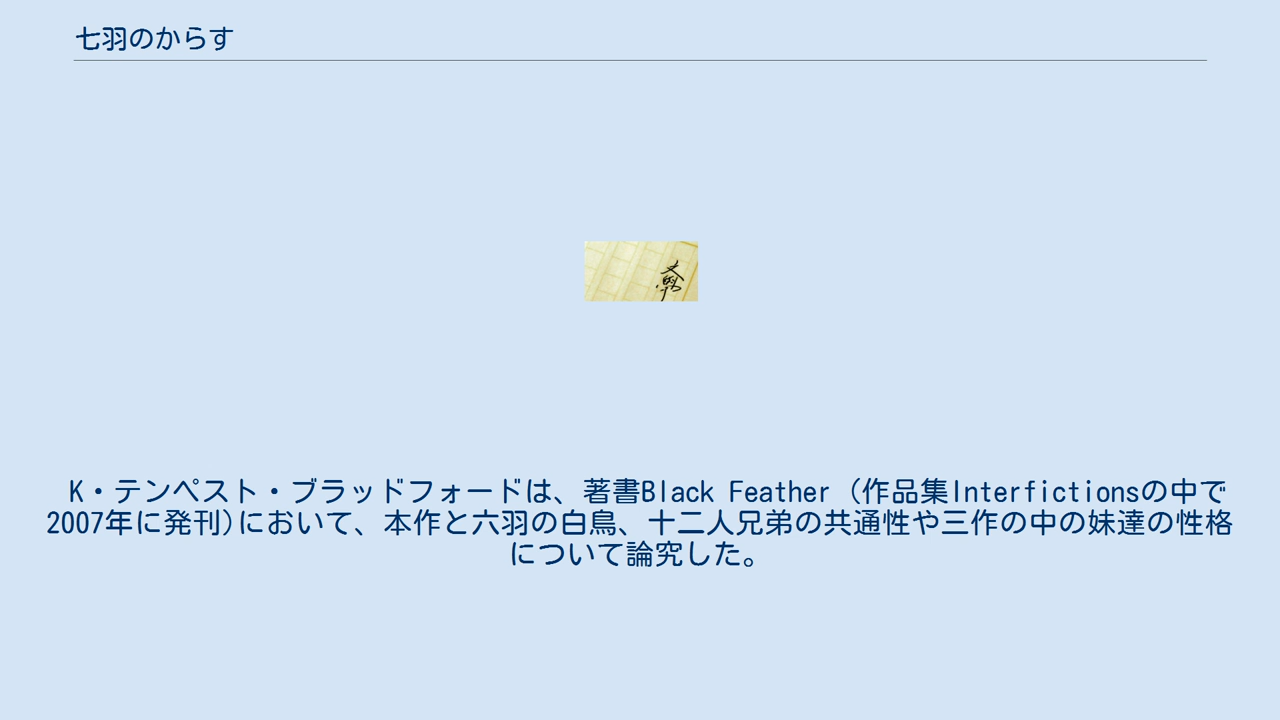 七羽のからす
K・テンペスト・ブラッドフォードは、著書Black Feather (作品集Interfictionsの中で
2007年に発刊)において、本作と六羽の白鳥、十二人兄弟の共通性や三作の中の妹達の性格
について論究した。